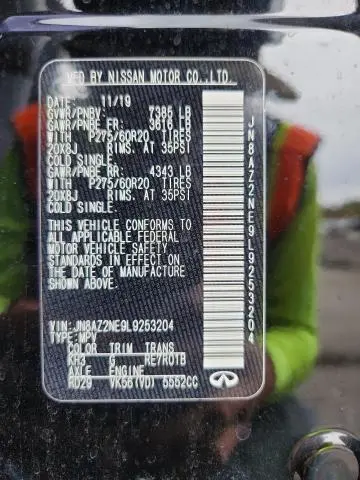 MFD BY NISSAN MOTOR CO.,LTD.
DATE: 11/19
GVWR/PNBV: 7385 LB
GAWR/PNBE FR: 3616 LB
WITH P275/60R20 TIRES
20X8J RIMS. AT 35PSI
COLD SINGLE
GAWR/PNBE RR: 4343 LB
WITH P275/60R20 TIRES
20X8J RIMS. AT 35PSI
COLD SINGLE
THIS VEHICLE CONFORMS TO
ALL APPLICABLE FEDERAL
MOTOR VEHICLE SAFETY
STANDARDS IN EFFECT ON
THE DATE OF MANUFACTURE
SHOWN ABOVE.
VIN: JN8AZ2NE9L9253204
TYPE: MPV
COLOR TRIM TRANS
KH3 G RE7R01B
AXLE ENGINE
RD29 VK56(VD) 5552CC
JN8AZ2NE9L9253204